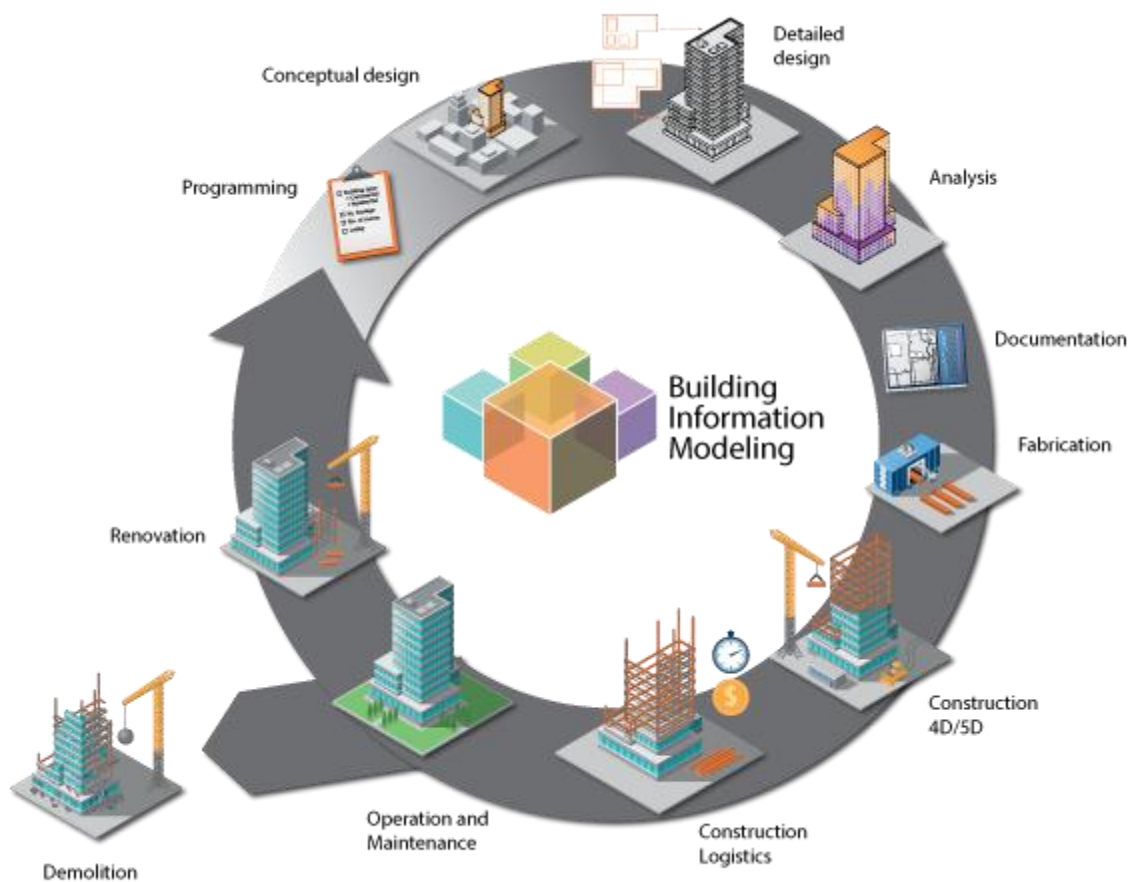 Detailed
design
Conceptual design
Programming
Analysis
Documentation
Building
Information
Modeling
Fabrication
Renovation
Construction
4D/5D
$
Operation and
Maintenance
Construction
Logistics
Demolition